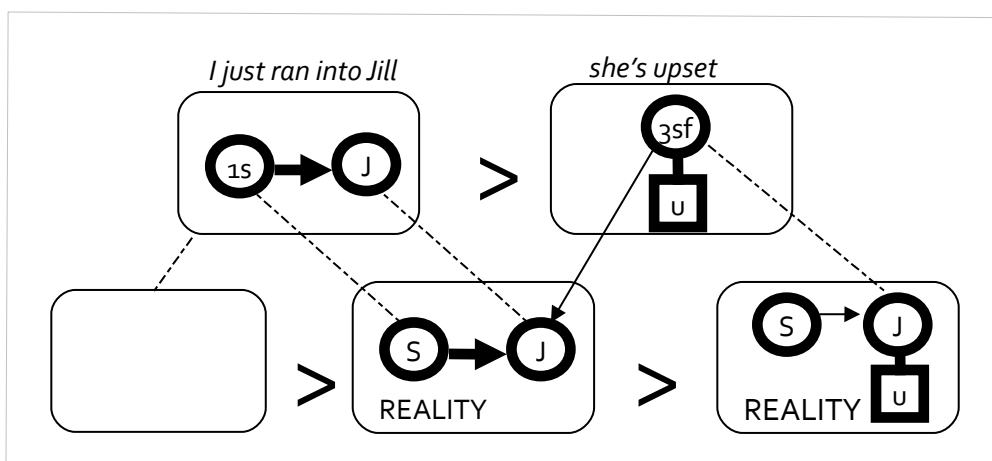 I just ran into Jill
she's upset
1s
J
>
3sf
u
S
J
REALITY
>
>
S
J
REALITY
u